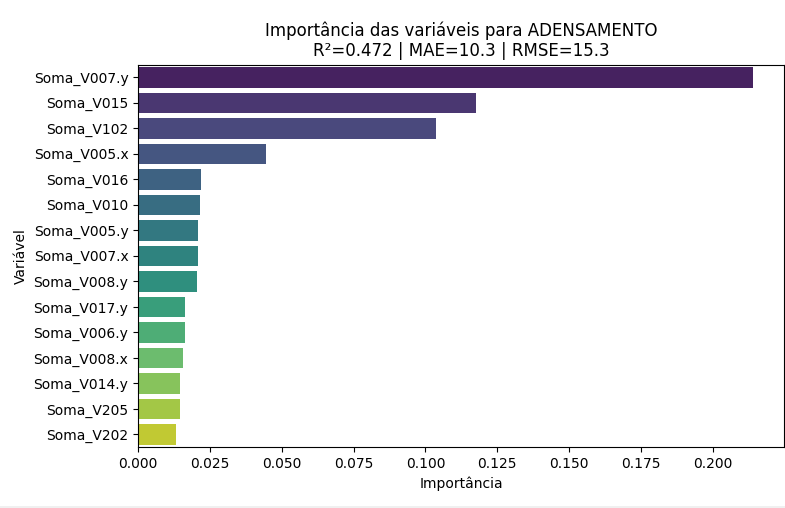 Importância das variáveis para ADENSAMENTO
R²=0.472 | MAE=10.3 | RMSE=15.3
Variável
Soma_V007.y
Soma_V015
Soma_V102
Soma_V005.x
Soma_V016
Soma_V010
Soma_V005.y
Soma_V007.x
Soma_V008.y
Soma_V017.y
Soma_V006.y
Soma_V008.x
Soma_V014.y
Soma_V205
Soma_V202
0.000 0.025 0.050 0.075 0.100 0.125 0.150 0.175 0.200
Importância